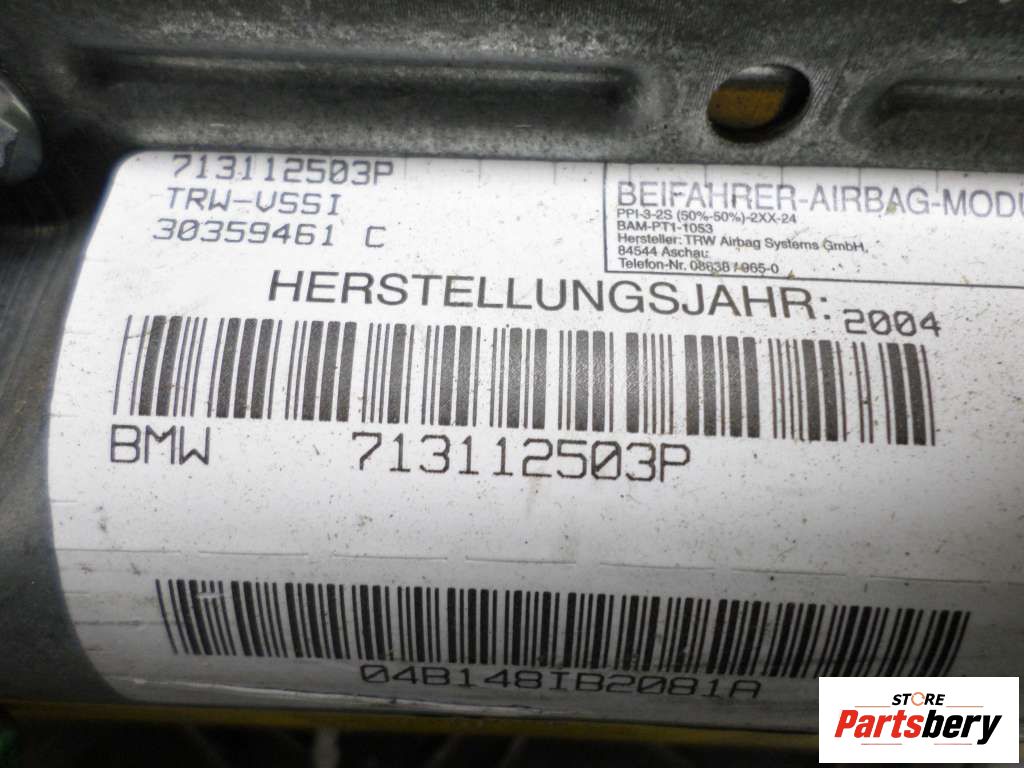 713112503P
TRW-VSSI
30359461 C
BEIFAHRER-AIRBAG-MODU
PPI-3-2S (50%-50%)-2XX-24
BAM-PT1-1053
Hersteller: TRW Airbag Systems GmbH,
84544 Aschau
Telefon-Nr. 08638 / 965-0
HERSTELLUNGSJAHR: 2004
BMW 713112503P
04B148IB2081A
STORE
Partsbery